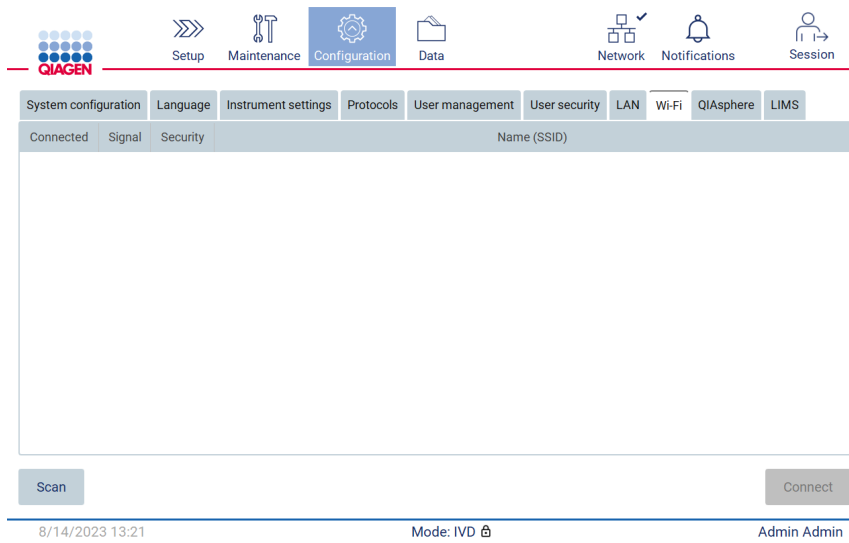 QIAGEN
Setup
Maintenance
Configuration
Data
Network
Notifications
Session
System configuration
Language
Instrument settings
Protocols
User management
User security
LAN
Wi-Fi
QIAsphere
LIMS
Connected
Signal
Security
Name (SSID)
Scan
Connect
8/14/2023 13:21
Mode: IVD
Admin Admin